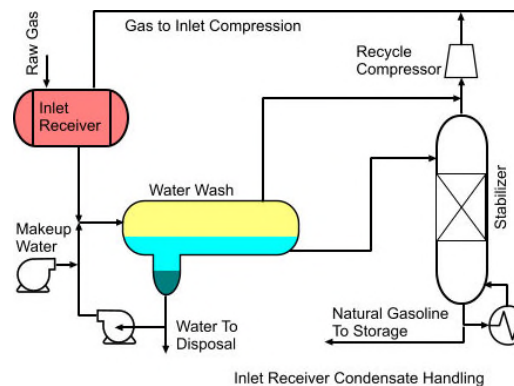 Gas to Inlet Compression
Raw Gas
Recycle
Compressor
Inlet
Receiver
Water Wash
Stabilizer
Makeup
Water
Natural Gasoline
To Storage
Water To
Disposal
Inlet Receiver Condensate Handling